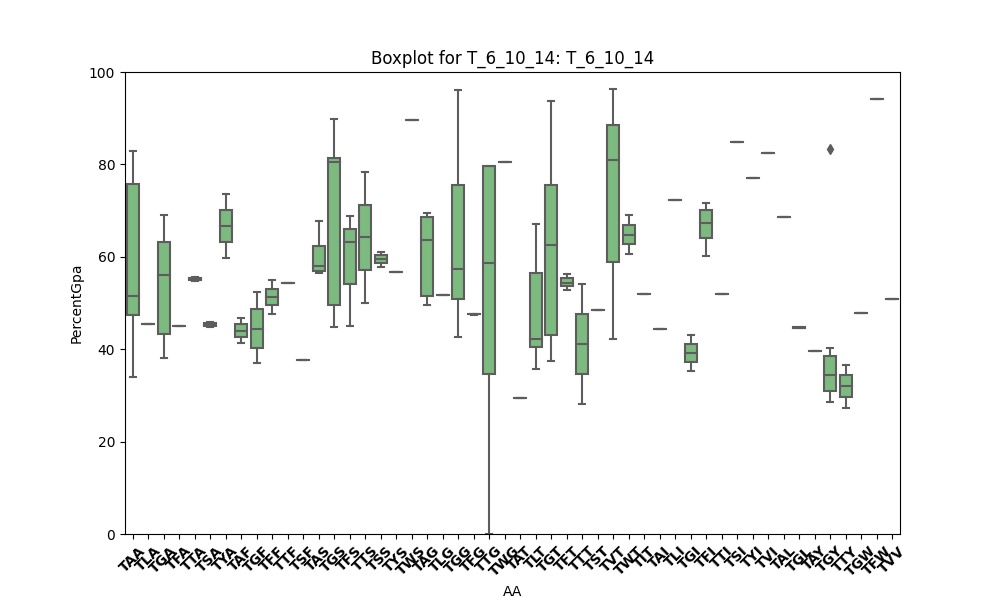 Boxplot for T_6_10_14: T_6_10_14
100
80
60
40
20
0
PercentGpa
TAA TLA TGA TFA TTA TSA TYA TAF TGF TFF TTF TSF TAS TGS TFS TTS TSS TYS TWS TAG TLG TGG TFG TTG TWG TAT TLT TGT TFT TTT TST TVT TWT TIT TAI TLI TGI TFI TTI TSI TYI TVI TAL TGL TAY TGY TTY TGW TFW TVV
AA